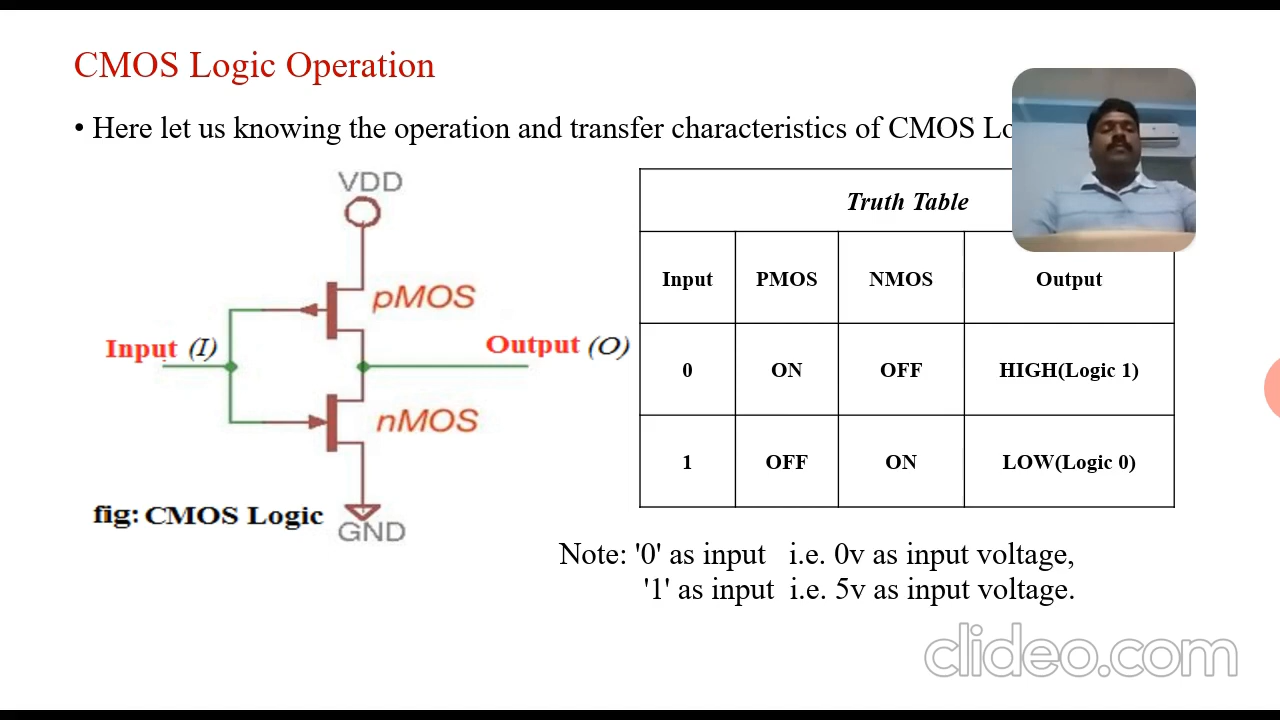 CMOS Logic Operation
• Here let us knowing the operation and transfer characteristics of CMOS
VDD
pMOS
Input (I)
Output (O)
nMOS
fig: CMOS Logic
GND
Truth Table
Input PMOS NMOS Output
0 ON OFF HIGH(Logic 1)
1 OFF ON LOW(Logic 0)
Note: '0' as input i.e. 0v as input voltage,
'1' as input i.e. 5v as input voltage.
clideo.com